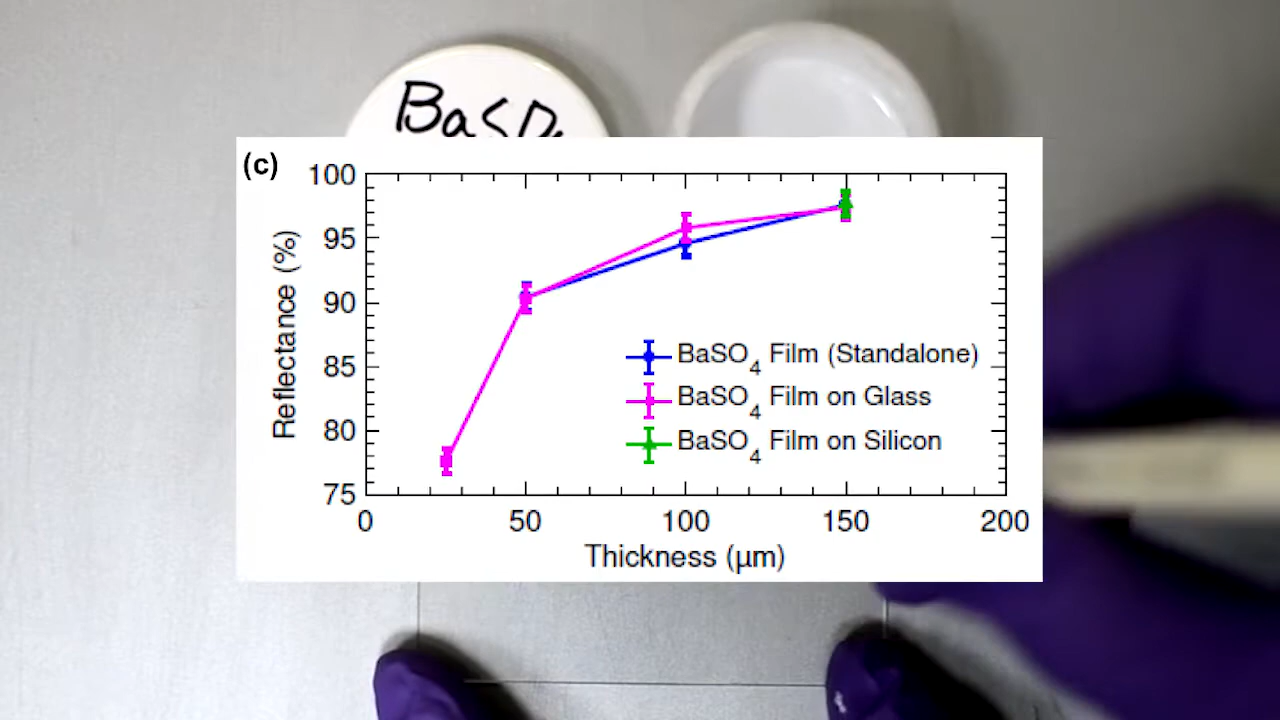 BaSO
(c)
100
95
90
85
80
75
Reflectance (%)
BaSO4 Film (Standalone)
BaSO4 Film on Glass
BaSO4 Film on Silicon
0 50 100 150 200
Thickness (μm)